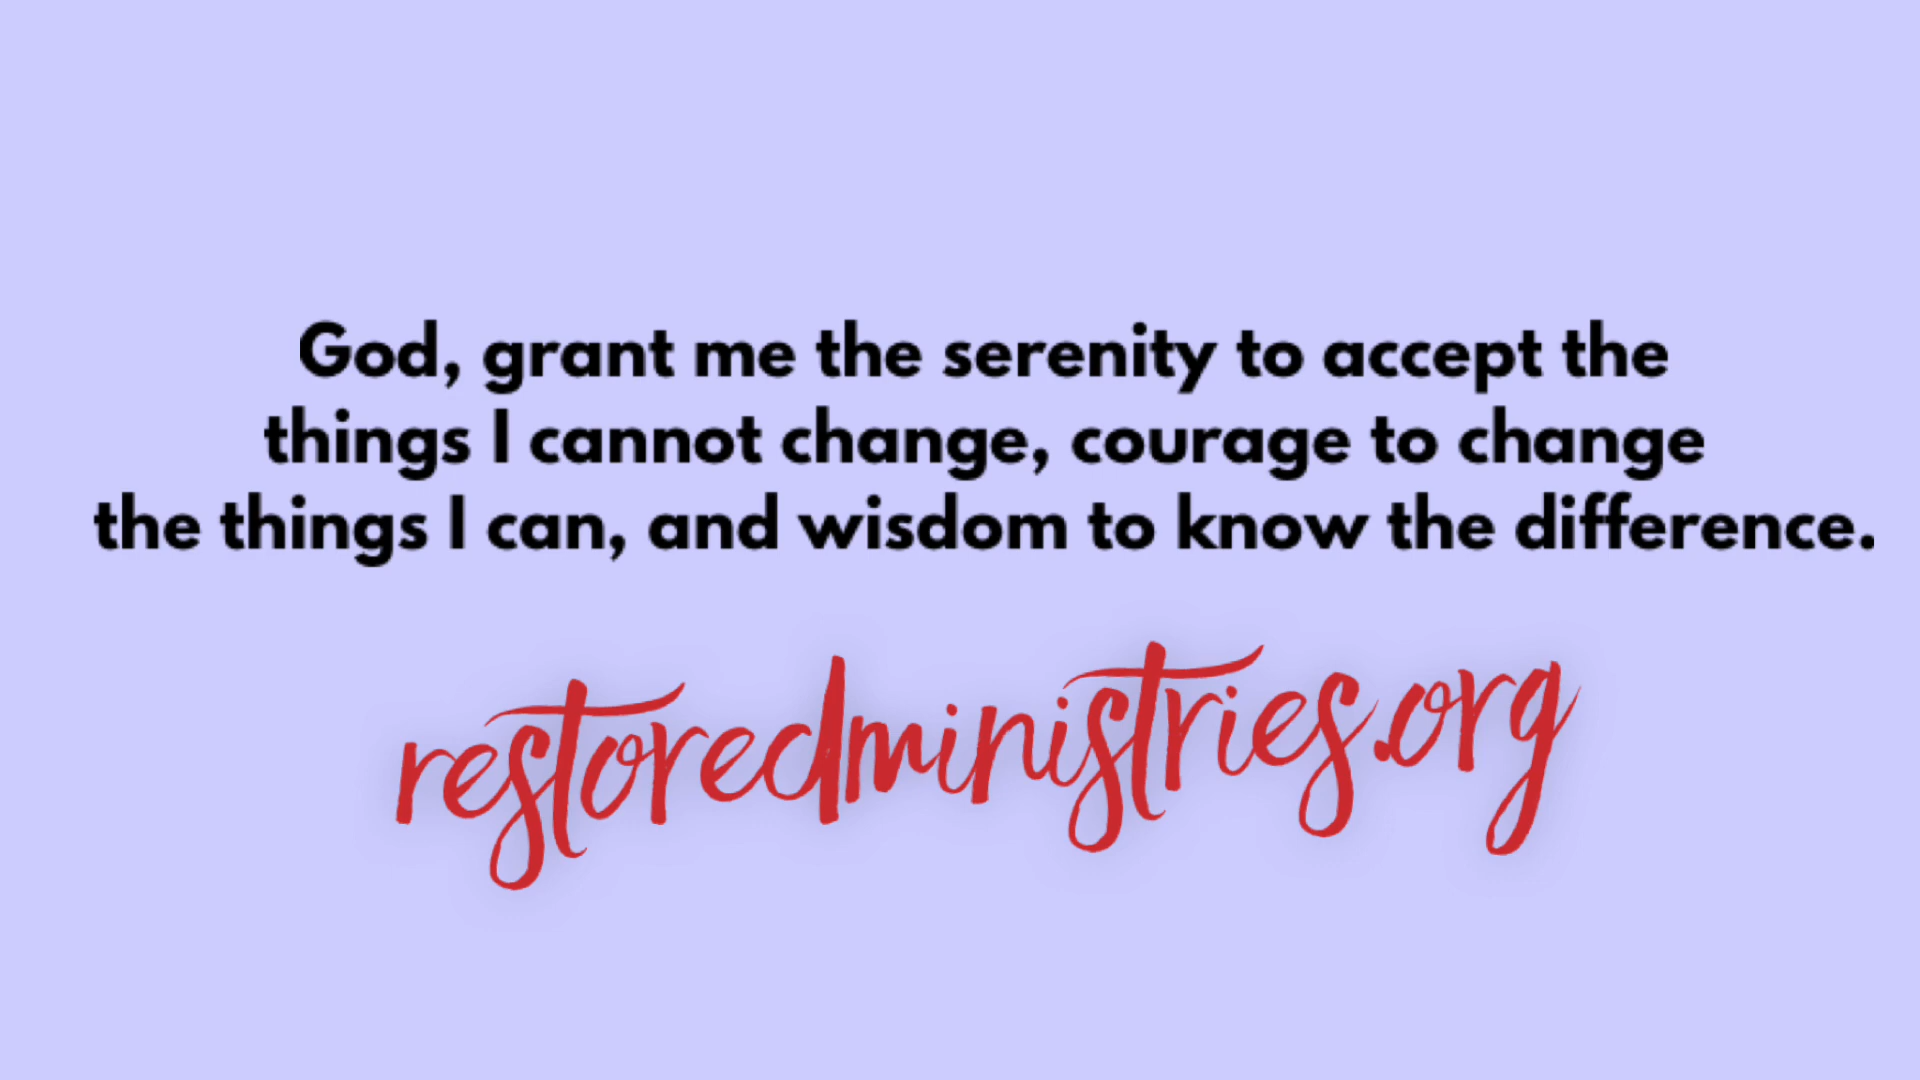 God, grant me the serenity to accept the
things I cannot change, courage to change
the things I can, and wisdom to know the difference.
restoredministries.org